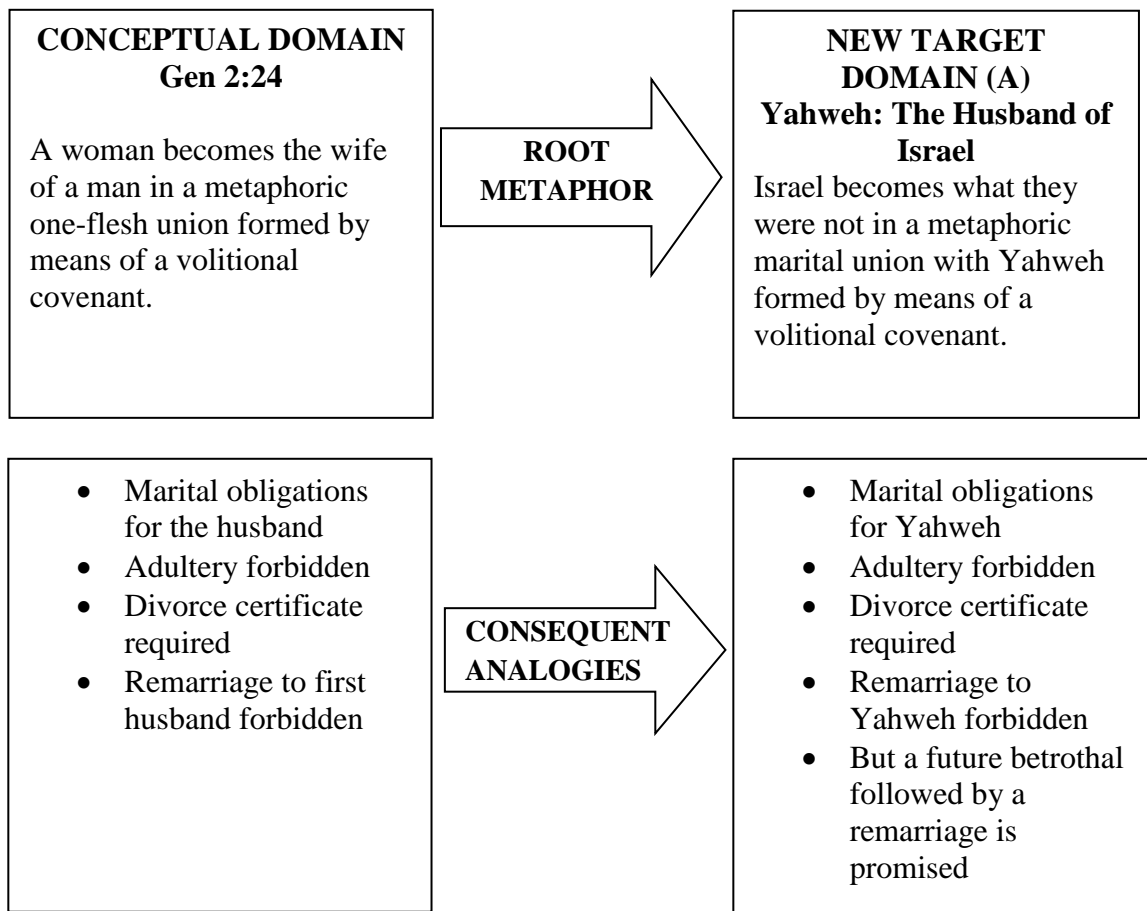 CONCEPTUAL DOMAIN
Gen 2:24
A woman becomes the wife
of a man in a metaphoric
one-flesh union formed by
means of a volitional
covenant.
ROOT
METAPHOR
NEW TARGET
DOMAIN (A)
Yahweh: The Husband of
Israel
Israel becomes what they
were not in a metaphoric
marital union with Yahweh
formed by means of a
volitional covenant.
• Marital obligations
for the husband
• Adultery forbidden
• Divorce certificate
required
• Remarriage to first
husband forbidden
CONSEQUENT
ANALOGIES
• Marital obligations
for Yahweh
• Adultery forbidden
• Divorce certificate
required
• Remarriage to
Yahweh forbidden
• But a future betrothal
followed by a
remarriage is
promised